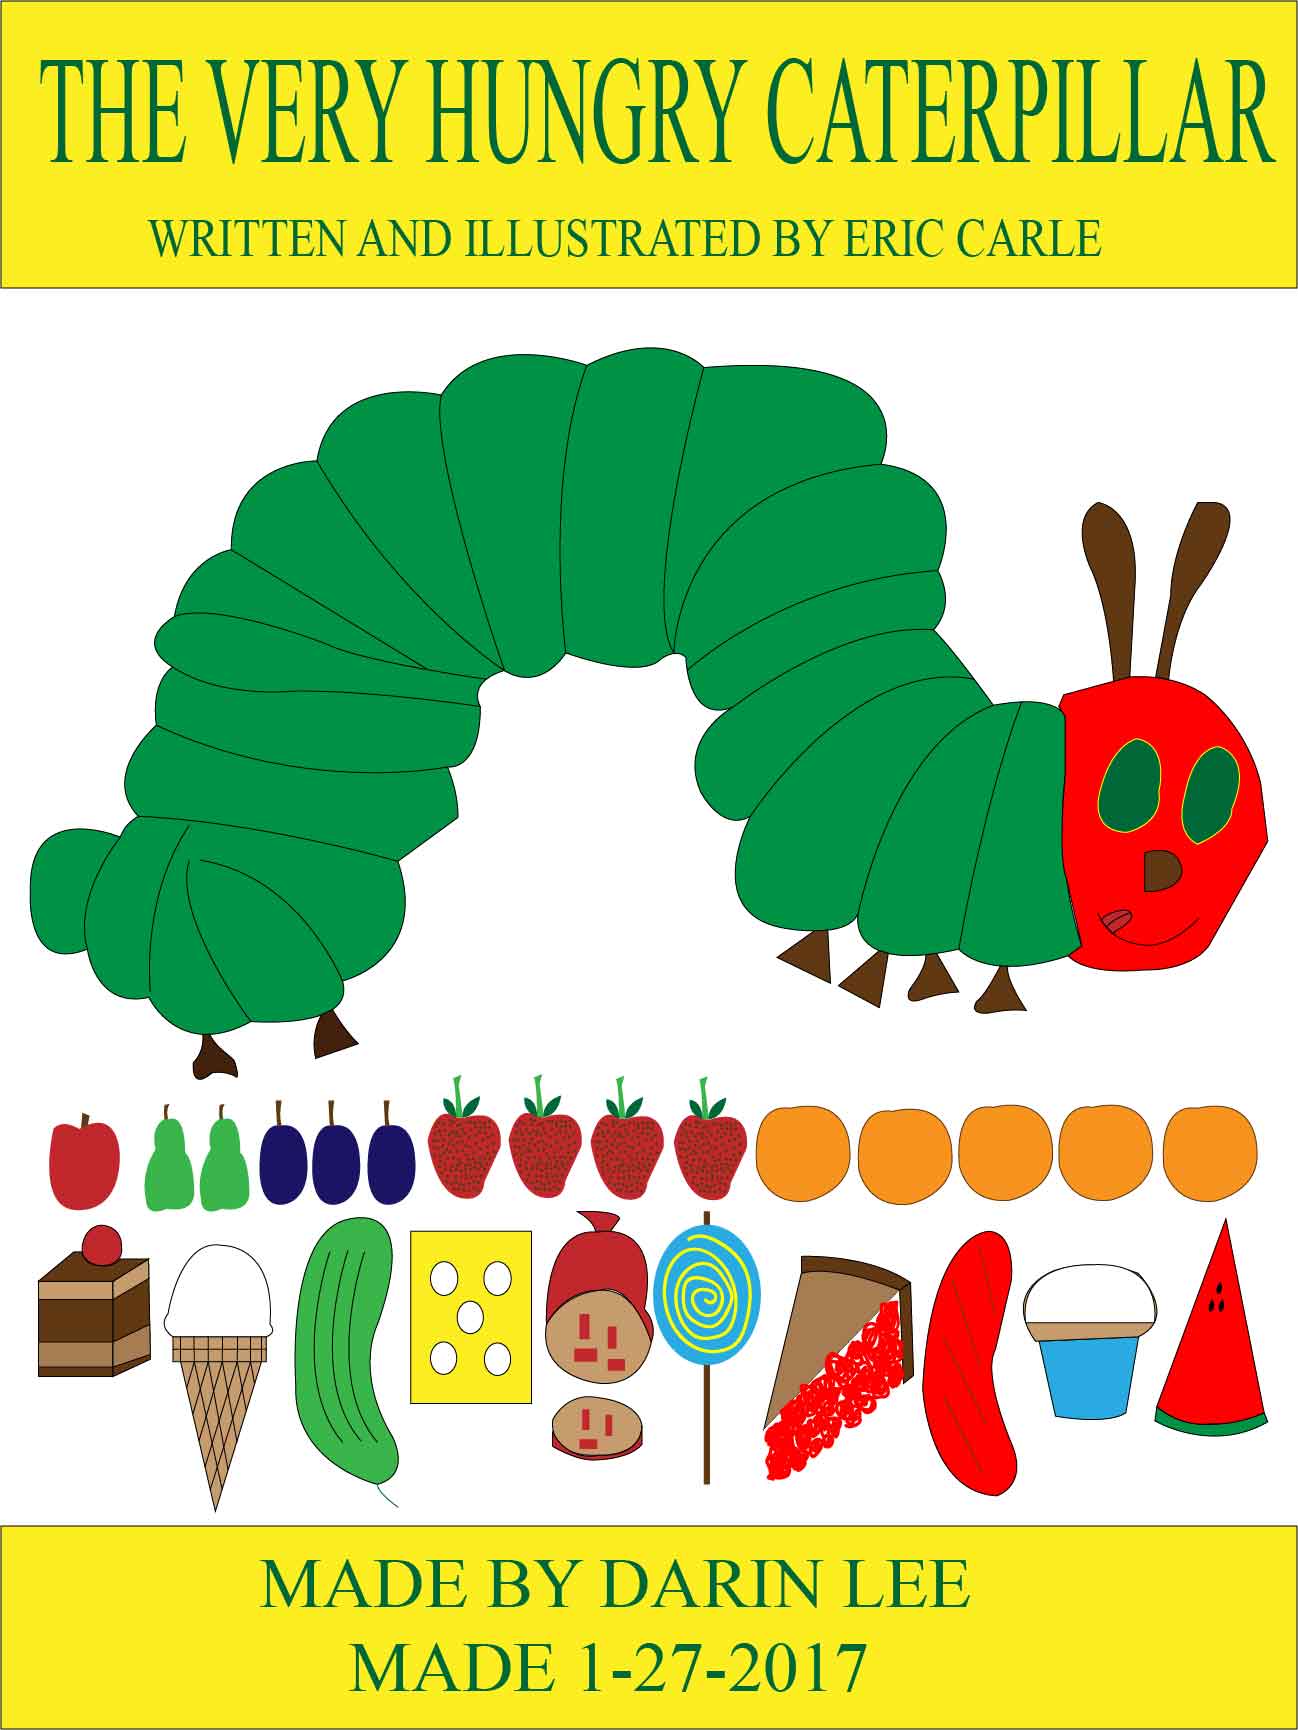 THE VERY HUNGRY CATERPILLAR
WRITTEN AND ILLUSTRATED BY ERIC CARLE
MADE BY DARIN LEE
MADE 1-27-2017